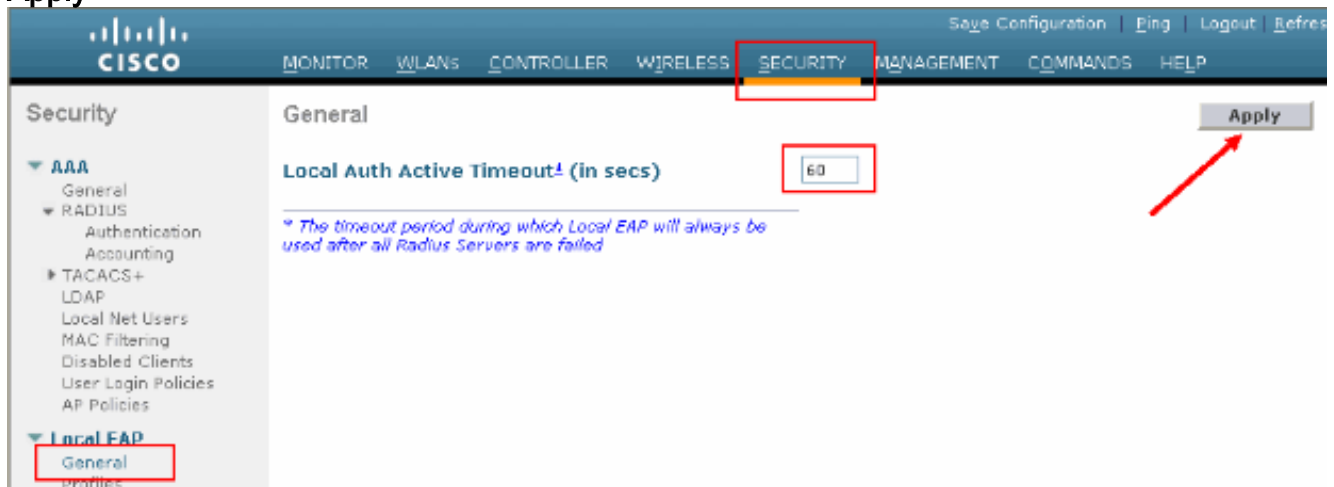 Apply
Save Configuration | Ping | Logout | Refres
CISCO
MONITOR WLANs CONTROLLER WIRELESS SECURITY MANAGEMENT COMMANDS HELP
Security
AAA
General
RADIUS
Authentication
Accounting
TACACS+
LDAP
Local Net Users
MAC Filtering
Disabled Clients
User Login Policies
AP Policies
Local EAP
General
Profiles
General
Apply
Local Auth Active Timeout1 (in secs) 60
* The timeout period during which Local EAP will always be
used after all Radius Servers are failed